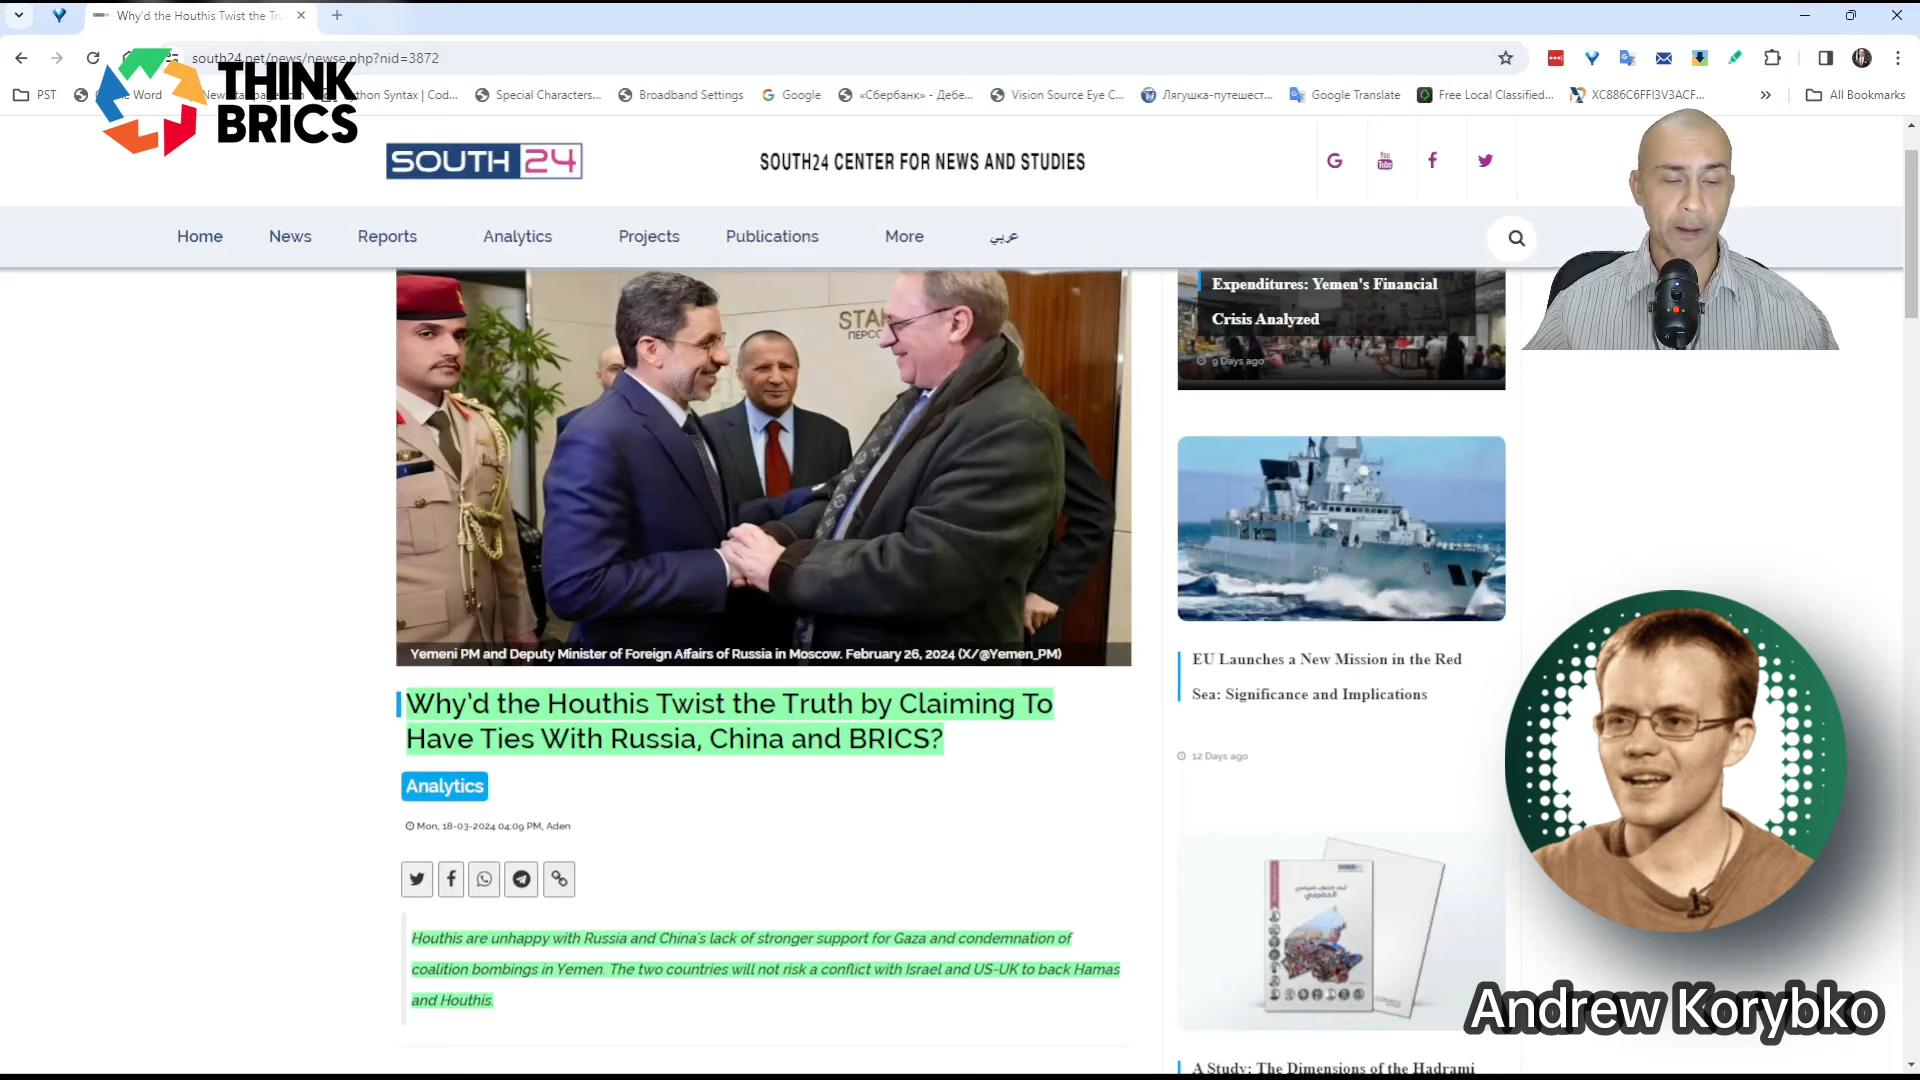 Why'd the Houthis Twist the Tr
south24.net/news/newse.php?nid=3872
PST
Word
Python Syntax | Cod...
Special Characters...
Broadband Settings
Google
«Сбербанк» - Дебе...
Vision Source Eye C...
Лягушка-путешест...
Google Translate
Free Local Classified...
XC886C6FFI3V3ACF...
All Bookmarks
THINK
BRICS
SOUTH 24
SOUTH24 CENTER FOR NEWS AND STUDIES
Home
News
Reports
Analytics
Projects
Publications
More
عربي
STAR
ПЕРСО
Yemeni PM and Deputy Minister of Foreign Affairs of Russia in Moscow. February 26, 2024 (X/@Yemen_PM)
Why'd the Houthis Twist the Truth by Claiming To
Have Ties With Russia, China and BRICS?
Analytics
Mon, 18-03-2024 04:09 PM, Aden
Houthis are unhappy with Russia and China's lack of stronger support for Gaza and condemnation of
coalition bombings in Yemen. The two countries will not risk a conflict with Israel and US-UK to back Hamas
and Houthis.
Expenditures: Yemen's Financial
Crisis Analyzed
9 Days ago
EU Launches a New Mission in the Red
Sea: Significance and Implications
12 Days ago
A Study: The Dimensions of the Hadrami
Andrew Korybko